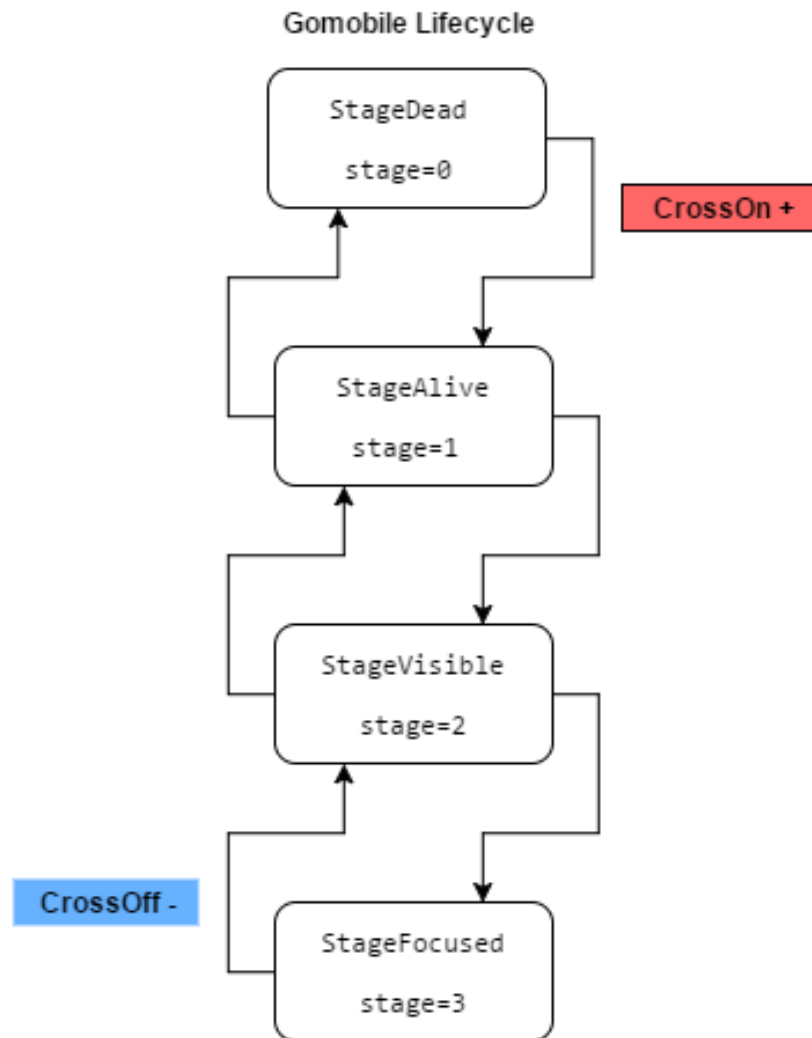 Gomobile Lifecycle
StageDead
stage=0
CrossOn +
StageAlive
stage=1
StageVisible
stage=2
CrossOff -
StageFocused
stage=3